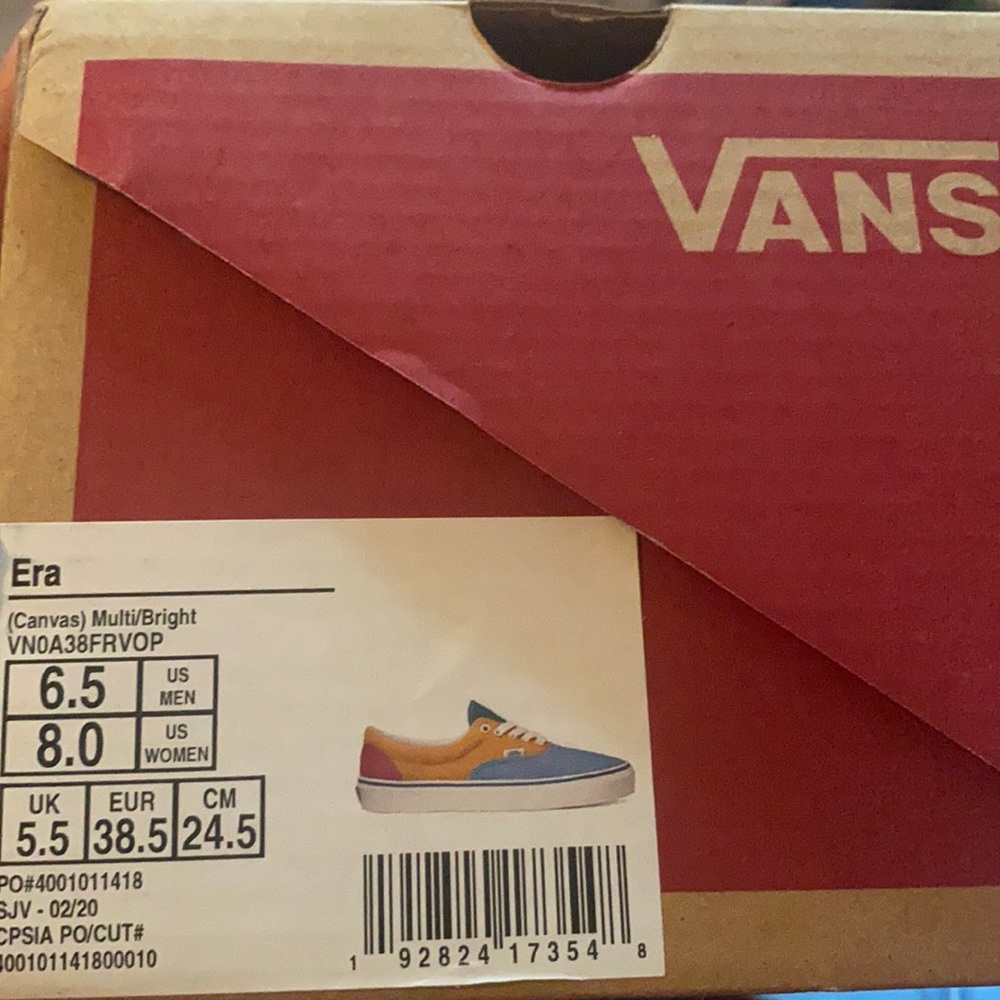 VANS
Era
(Canvas) Multi/Bright
VN0A38FRVOP
6.5 US MEN
8.0 US WOMEN
UK EUR CM
5.5 38.5 24.5
PO#4001011418
SJV - 02/20
CPSIA PO/CUT#
400101141800010
1 92824 17354 8